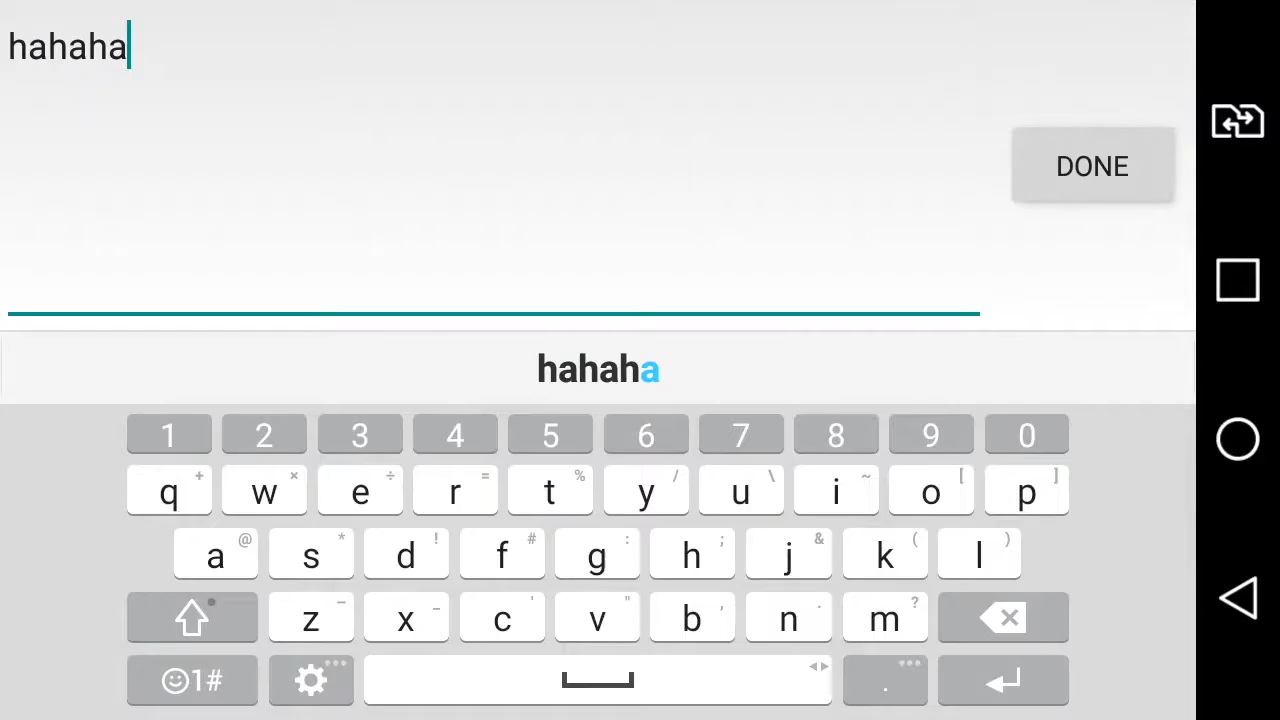 hahaha
DONE
hahaha
1 2 3 4 5 6 7 8 9 0
q + w × e ÷ r = t % y / u \ i ~ o [ p ]
a @ s * d ! f # g : h ; j & k ( l )
z – x - c ' v " b , n . m ?
1# .